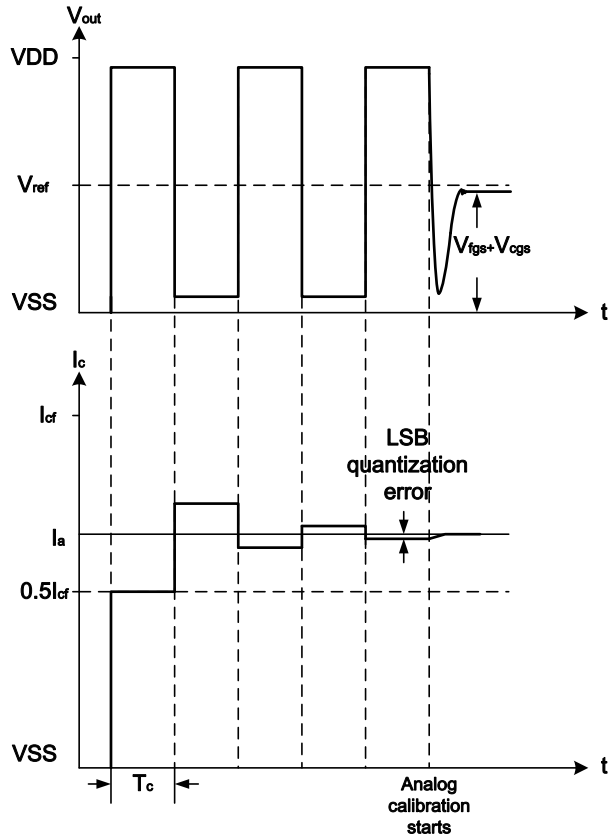 Vout
VDD
Vref
Vfgs+Vcgs
VSS
t
Ic
Icf
LSB
quantization
error
Ia
0.5Icf
VSS
t
Tc
Analog
calibration
starts